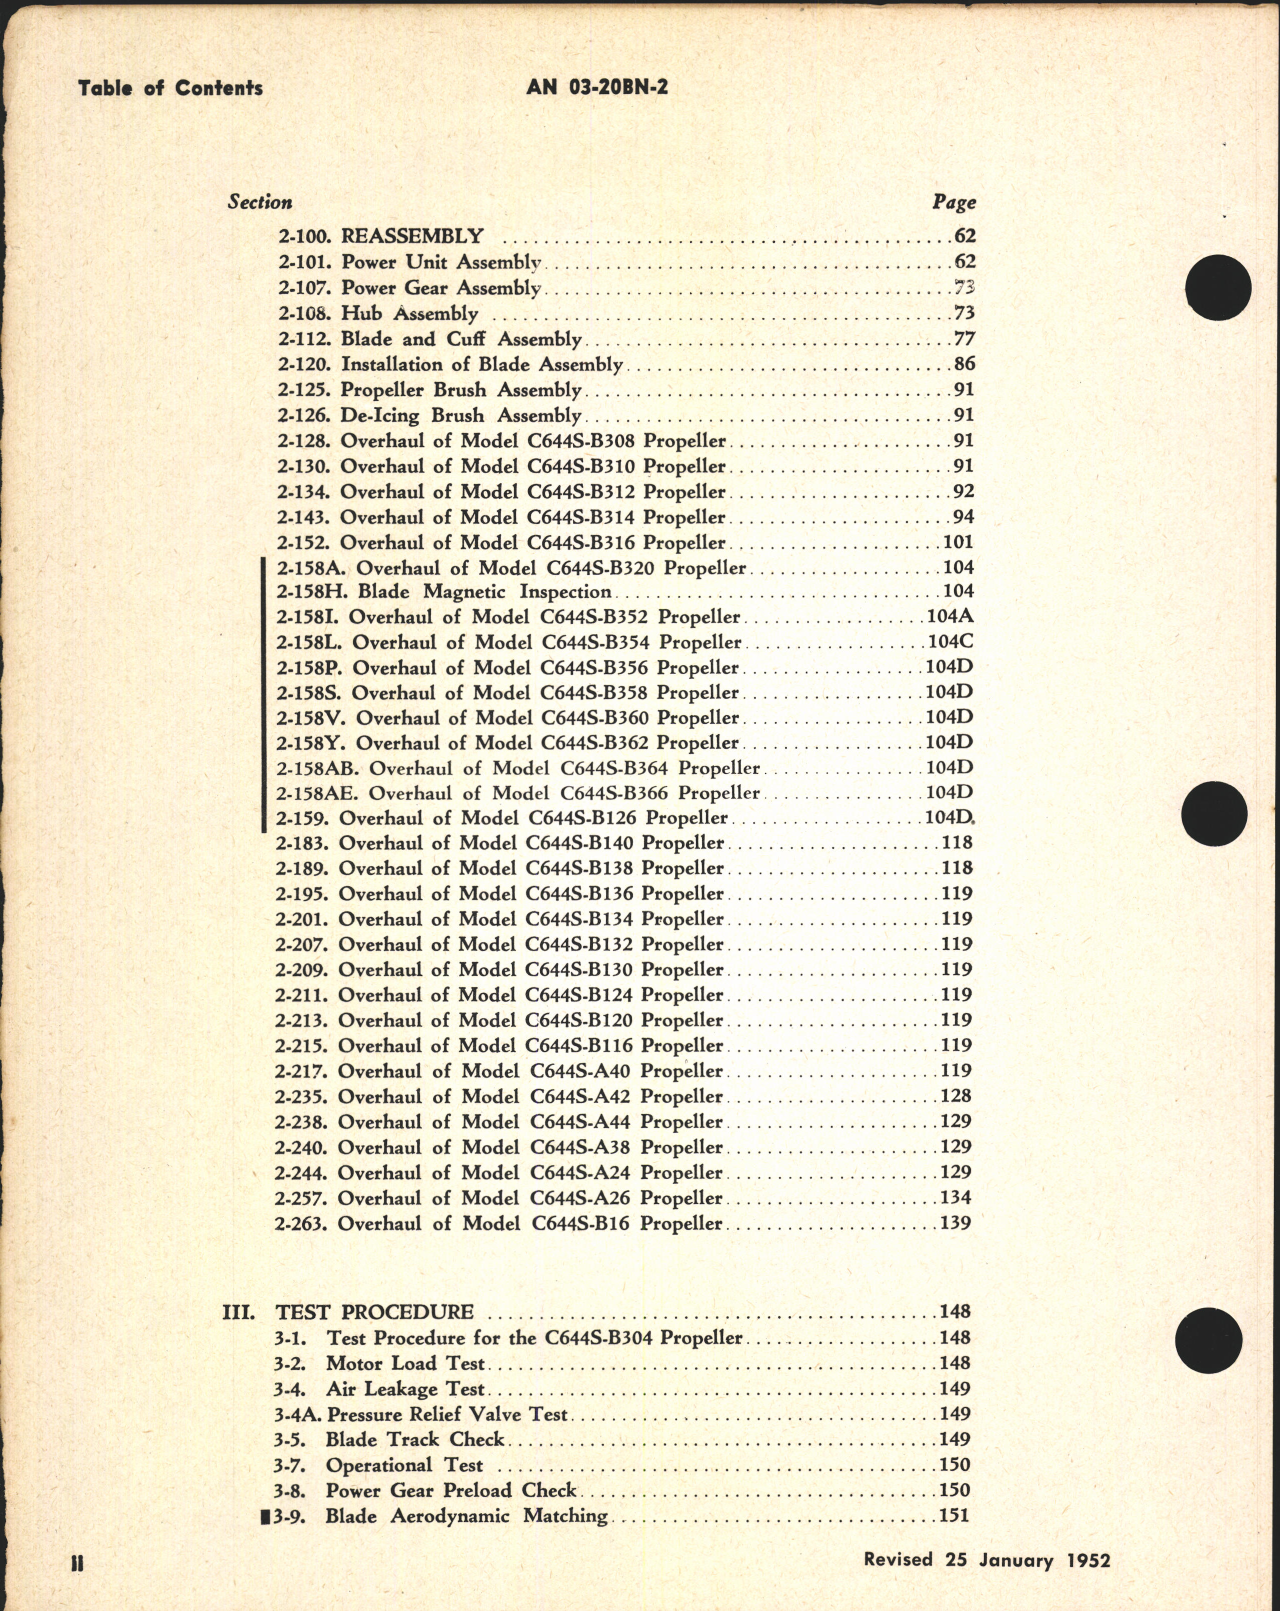 Table of Contents AN 03-20BN-2
Section Page
2-100. REASSEMBLY ........ 62
2-101. Power Unit Assembly ........ 62
2-107. Power Gear Assembly ........ 73
2-108. Hub Assembly ........ 73
2-112. Blade and Cuff Assembly ........ 77
2-120. Installation of Blade Assembly ........ 86
2-125. Propeller Brush Assembly ........ 91
2-126. De-Icing Brush Assembly ........ 91
2-128. Overhaul of Model C644S-B308 Propeller ........ 91
2-130. Overhaul of Model C644S-B310 Propeller ........ 91
2-134. Overhaul of Model C644S-B312 Propeller ........ 92
2-143. Overhaul of Model C644S-B314 Propeller ........ 94
2-152. Overhaul of Model C644S-B316 Propeller ........ 101
2-158A. Overhaul of Model C644S-B320 Propeller ........ 104
2-158H. Blade Magnetic Inspection ........ 104
2-158I. Overhaul of Model C644S-B352 Propeller ........ 104A
2-158L. Overhaul of Model C644S-B354 Propeller ........ 104C
2-158P. Overhaul of Model C644S-B356 Propeller ........ 104D
2-158S. Overhaul of Model C644S-B358 Propeller ........ 104D
2-158V. Overhaul of Model C644S-B360 Propeller ........ 104D
2-158Y. Overhaul of Model C644S-B362 Propeller ........ 104D
2-158AB. Overhaul of Model C644S-B364 Propeller ........ 104D
2-158AE. Overhaul of Model C644S-B366 Propeller ........ 104D
2-159. Overhaul of Model C644S-B126 Propeller ........ 104D
2-183. Overhaul of Model C644S-B140 Propeller ........ 118
2-189. Overhaul of Model C644S-B138 Propeller ........ 118
2-195. Overhaul of Model C644S-B136 Propeller ........ 119
2-201. Overhaul of Model C644S-B134 Propeller ........ 119
2-207. Overhaul of Model C644S-B132 Propeller ........ 119
2-209. Overhaul of Model C644S-B130 Propeller ........ 119
2-211. Overhaul of Model C644S-B124 Propeller ........ 119
2-213. Overhaul of Model C644S-B120 Propeller ........ 119
2-215. Overhaul of Model C644S-B116 Propeller ........ 119
2-217. Overhaul of Model C644S-A40 Propeller ........ 119
2-235. Overhaul of Model C644S-A42 Propeller ........ 128
2-238. Overhaul of Model C644S-A44 Propeller ........ 129
2-240. Overhaul of Model C644S-A38 Propeller ........ 129
2-244. Overhaul of Model C644S-A24 Propeller ........ 129
2-257. Overhaul of Model C644S-A26 Propeller ........ 134
2-263. Overhaul of Model C644S-B16 Propeller ........ 139
III. TEST PROCEDURE ........ 148
3-1. Test Procedure for the C644S-B304 Propeller ........ 148
3-2. Motor Load Test ........ 148
3-4. Air Leakage Test ........ 149
3-4A. Pressure Relief Valve Test ........ 149
3-5. Blade Track Check ........ 149
3-7. Operational Test ........ 150
3-8. Power Gear Preload Check ........ 150
3-9. Blade Aerodynamic Matching ........ 151
II Revised 25 January 1952